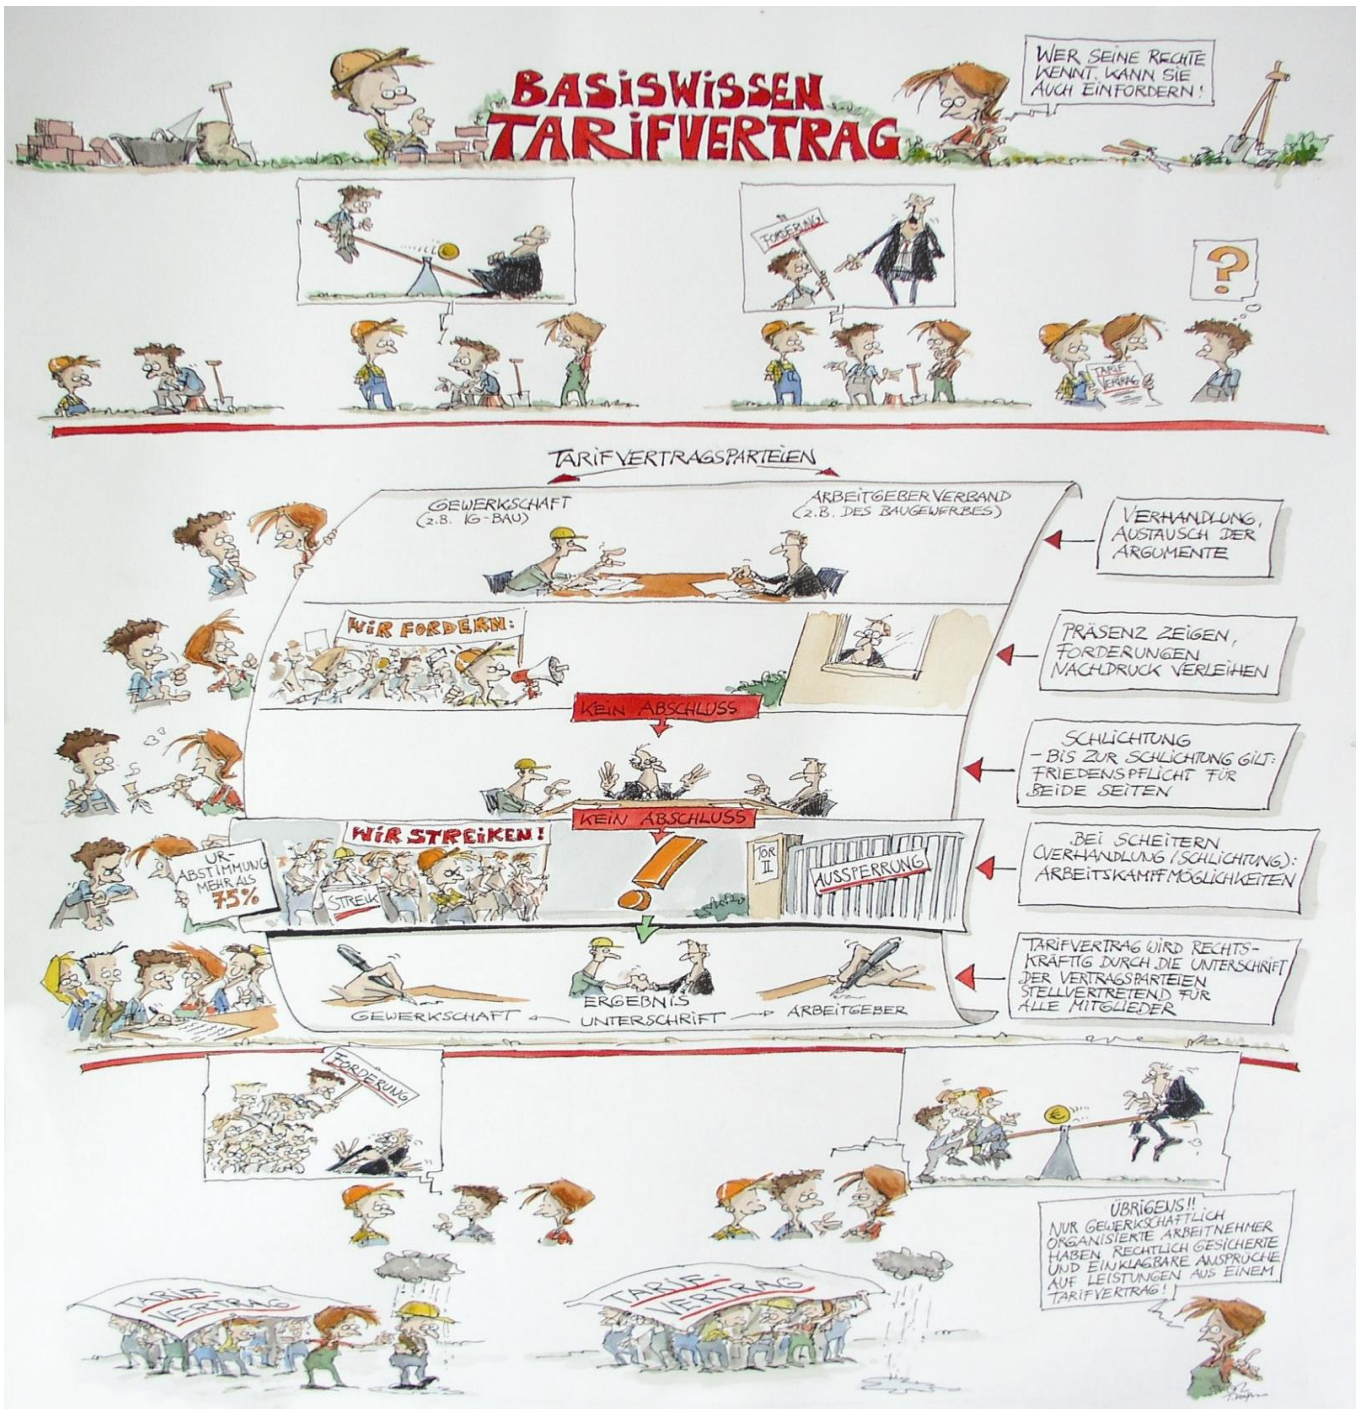 BASISWISSEN
TARIFVERTRAG
WER SEINE RECHTE
KENNT, KANN SIE
AUCH EINFORDERN!
FORDERUNG
?
TARIF
VERTRAG
TARIFVERTRAGSPARTEIEN
GEWERKSCHAFT
(z.B. IG-BAU)
ARBEITGEBERVERBAND
(z.B. DES BAUGEWERBES)
VERHANDLUNG,
AUSTAUSCH DER
ARGUMENTE
WIR FORDERN:
PRÄSENZ ZEIGEN,
FORDERUNGEN
NACHDRUCK VERLEIHEN
KEIN ABSCHLUSS
SCHLICHTUNG
- BIS ZUR SCHLICHTUNG GILT:
FRIEDENSPFLICHT FÜR
BEIDE SEITEN
KEIN ABSCHLUSS
UR-
ABSTIMMUNG
MEHR ALS
75%
WIR STREIKEN!
STREIK
!
TOR
II
AUSSPERRUNG
BEI SCHEITERN
(VERHANDLUNG/SCHLICHTUNG):
ARBEITSKAMPFMÖGLICHKEITEN
GEWERKSCHAFT
ERGEBNIS
UNTERSCHRIFT
ARBEITGEBER
TARIFVERTRAG WIRD RECHTS-
KRÄFTIG DURCH DIE UNTERSCHRIFT
DER VERTRAGSPARTEIEN
STELLVERTRETEND FÜR
ALLE MITGLIEDER
FORDERUNG
€
TARIF-
VERTRAG
TARIF-
VERTRAG
ÜBRIGENS!!
NUR GEWERKSCHAFTLICH
ORGANISIERTE ARBEITNEHMER
HABEN RECHTLICH GESICHERTE
UND EINKLAGBARE ANSPRÜCHE
AUF LEISTUNGEN AUS EINEM
TARIFVERTRAG!